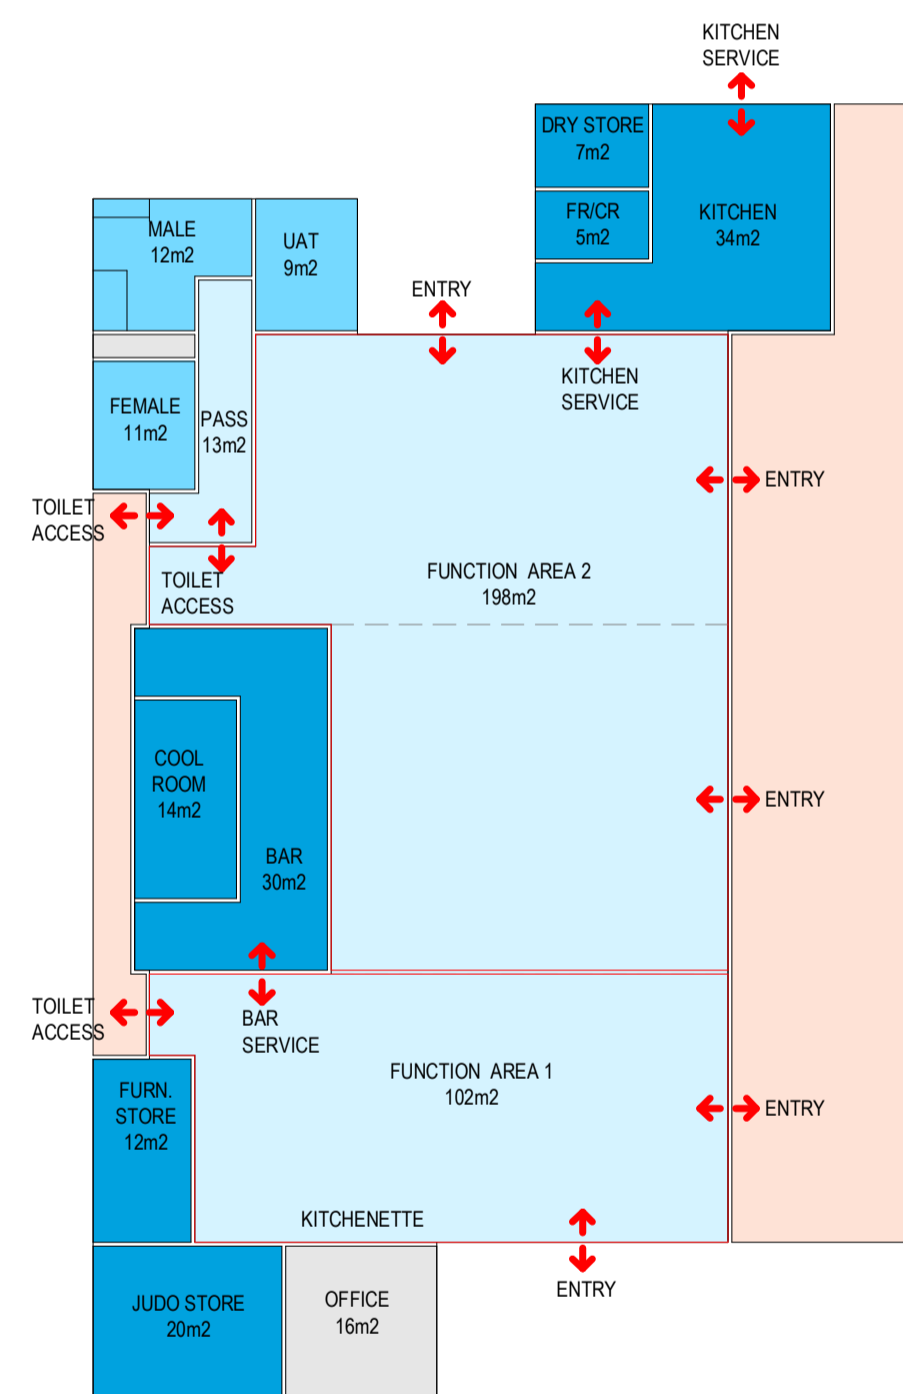 KITCHEN
SERVICE
DRY STORE
7m2
FR/CR
5m2
KITCHEN
34m2
MALE
12m2
UAT
9m2
ENTRY
KITCHEN
SERVICE
FEMALE
11m2
PASS
13m2
ENTRY
TOILET
ACCESS
TOILET
ACCESS
FUNCTION AREA 2
198m2
COOL
ROOM
14m2
ENTRY
BAR
30m2
TOILET
ACCESS
BAR
SERVICE
FUNCTION AREA 1
102m2
ENTRY
FURN.
STORE
12m2
KITCHENETTE
ENTRY
JUDO STORE
20m2
OFFICE
16m2